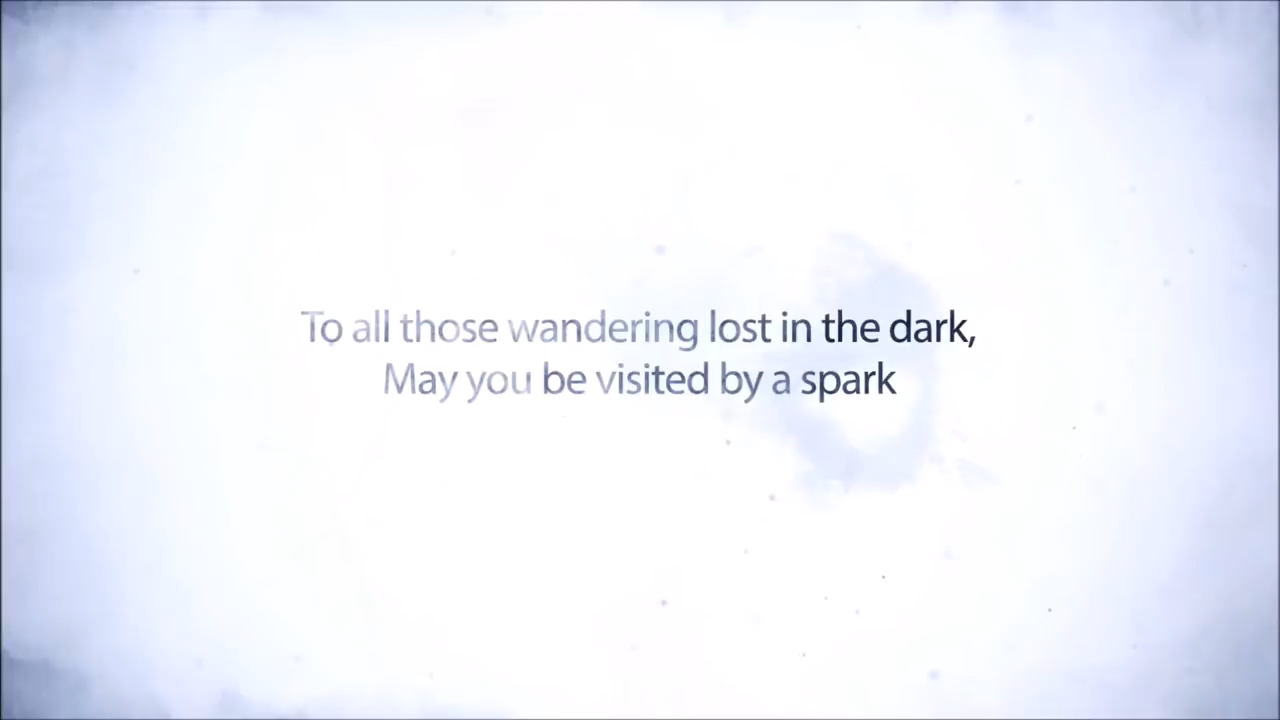 To all those wandering lost in the dark,
May you be visited by a spark